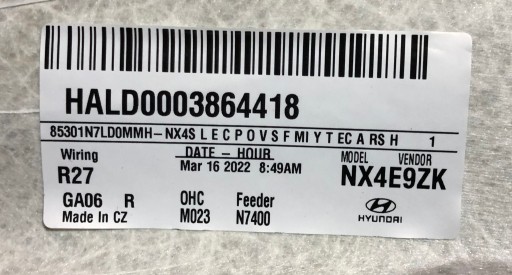 HALD0003864418
85301N7LD0MMH-NX4S L E C P O V S F M I Y T E C A R S H 1
Wiring DATE - HOUR MODEL VENDOR
R27 Mar 16 2022 8:49AM NX4E9ZK
GA06 R OHC Feeder
Made In CZ M023 N7400 HYUNDAI